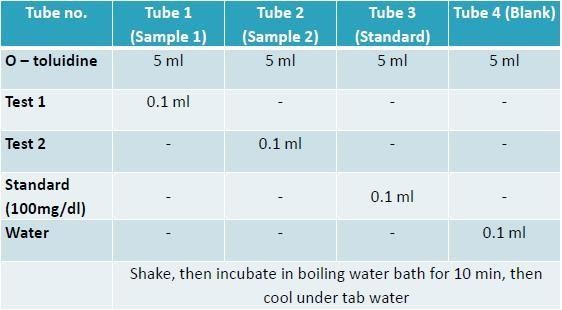 Tube no. Tube 1 (Sample 1) Tube 2 (Sample 2) Tube 3 (Standard) Tube 4 (Blank)
O – toluidine 5 ml 5 ml 5 ml 5 ml
Test 1 0.1 ml - - -
Test 2 - 0.1 ml - -
Standard (100mg/dl) - - 0.1 ml -
Water - - - 0.1 ml
Shake, then incubate in boiling water bath for 10 min, then
cool under tab water